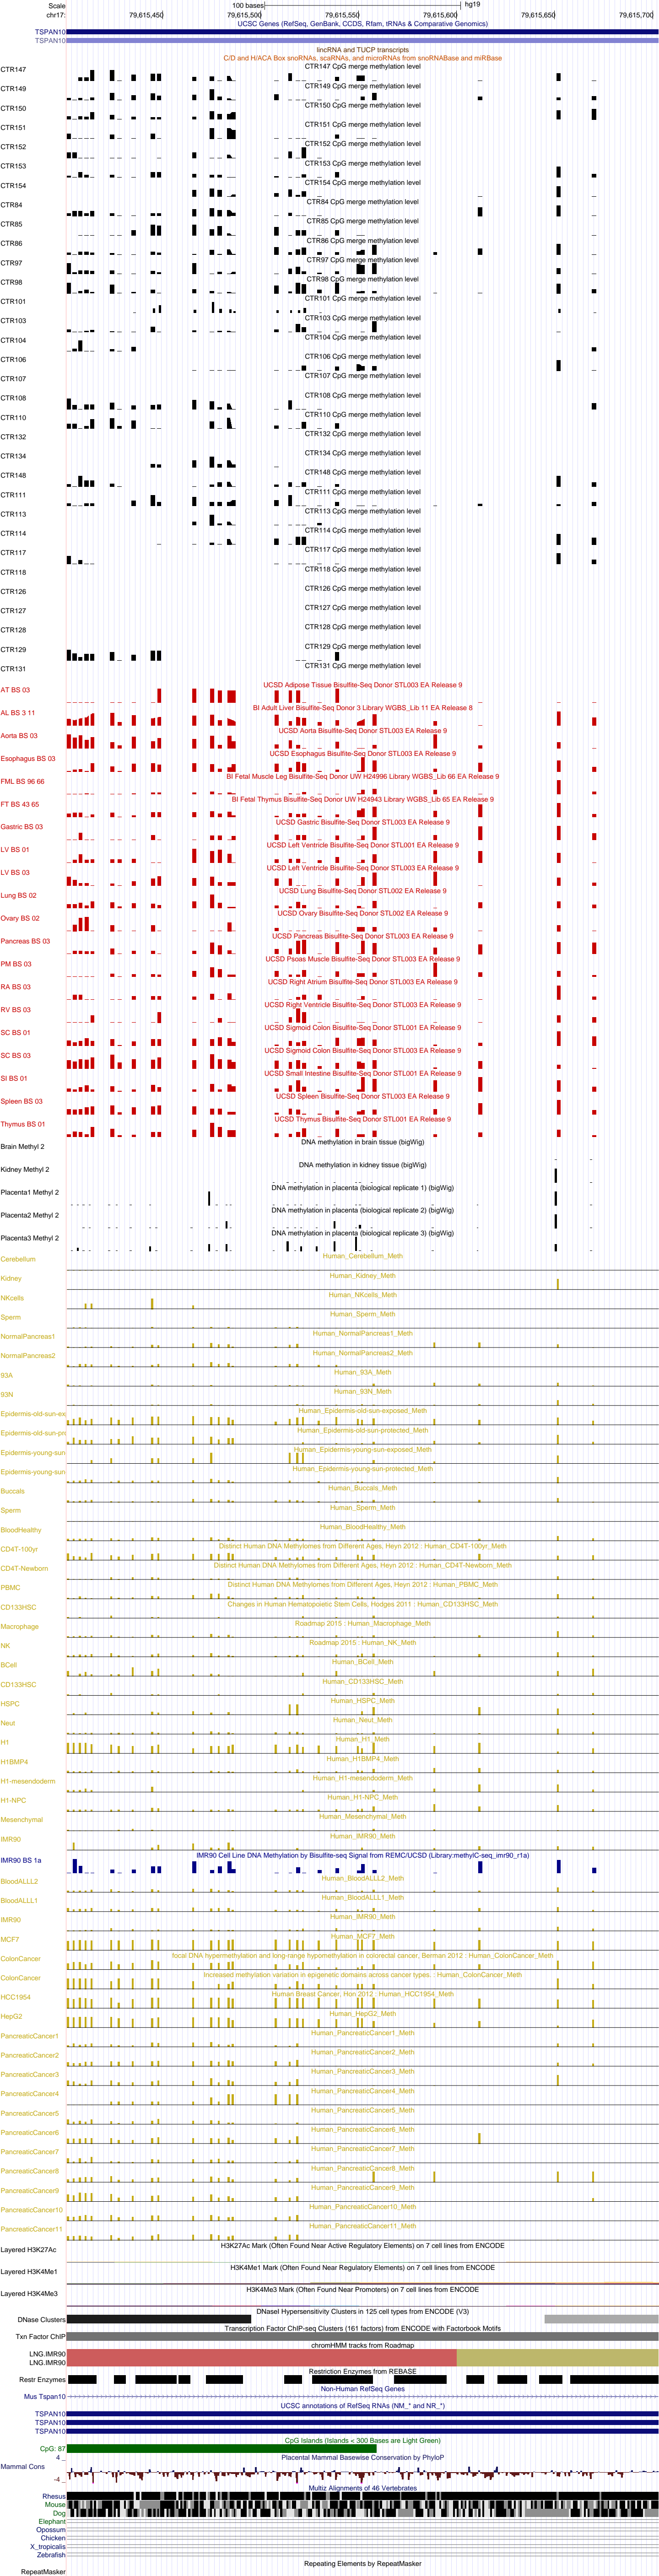 Scale 100 bases hg19
chr17: 79,615,450 79,615,500 79,615,550 79,615,600 79,615,650 79,615,700
UCSC Genes (RefSeq, GenBank, CCDS, Rfam, tRNAs & Comparative Genomics)
TSPAN10
TSPAN10
lincRNA and TUCP transcripts
C/D and H/ACA Box snoRNAs, scaRNAs, and microRNAs from snoRNABase and miRBase
CTR147 CpG merge methylation level
CTR147
CTR149 CpG merge methylation level
CTR149
CTR150 CpG merge methylation level
CTR150
CTR151 CpG merge methylation level
CTR151
CTR152 CpG merge methylation level
CTR152
CTR153 CpG merge methylation level
CTR153
CTR154 CpG merge methylation level
CTR154
CTR84 CpG merge methylation level
CTR84
CTR85 CpG merge methylation level
CTR85
CTR86 CpG merge methylation level
CTR86
CTR97 CpG merge methylation level
CTR97
CTR98 CpG merge methylation level
CTR98
CTR101 CpG merge methylation level
CTR101
CTR103 CpG merge methylation level
CTR103
CTR104 CpG merge methylation level
CTR104
CTR106 CpG merge methylation level
CTR106
CTR107 CpG merge methylation level
CTR107
CTR108 CpG merge methylation level
CTR108
CTR110 CpG merge methylation level
CTR110
CTR132 CpG merge methylation level
CTR132
CTR134 CpG merge methylation level
CTR134
CTR148 CpG merge methylation level
CTR148
CTR111 CpG merge methylation level
CTR111
CTR113 CpG merge methylation level
CTR113
CTR114 CpG merge methylation level
CTR114
CTR117 CpG merge methylation level
CTR117
CTR118 CpG merge methylation level
CTR118
CTR126 CpG merge methylation level
CTR126
CTR127 CpG merge methylation level
CTR127
CTR128 CpG merge methylation level
CTR128
CTR129 CpG merge methylation level
CTR129
CTR131 CpG merge methylation level
CTR131
UCSD Adipose Tissue Bisulfite-Seq Donor STL003 EA Release 9
AT BS 03
BI Adult Liver Bisulfite-Seq Donor 3 Library WGBS_Lib 11 EA Release 8
AL BS 3 11
UCSD Aorta Bisulfite-Seq Donor STL003 EA Release 9
Aorta BS 03
UCSD Esophagus Bisulfite-Seq Donor STL003 EA Release 9
Esophagus BS 03
BI Fetal Muscle Leg Bisulfite-Seq Donor UW H24996 Library WGBS_Lib 66 EA Release 9
FML BS 96 66
BI Fetal Thymus Bisulfite-Seq Donor UW H24943 Library WGBS_Lib 65 EA Release 9
FT BS 43 65
UCSD Gastric Bisulfite-Seq Donor STL003 EA Release 9
Gastric BS 03
UCSD Left Ventricle Bisulfite-Seq Donor STL001 EA Release 9
LV BS 01
UCSD Left Ventricle Bisulfite-Seq Donor STL003 EA Release 9
LV BS 03
UCSD Lung Bisulfite-Seq Donor STL002 EA Release 9
Lung BS 02
UCSD Ovary Bisulfite-Seq Donor STL002 EA Release 9
Ovary BS 02
UCSD Pancreas Bisulfite-Seq Donor STL003 EA Release 9
Pancreas BS 03
UCSD Psoas Muscle Bisulfite-Seq Donor STL003 EA Release 9
PM BS 03
UCSD Right Atrium Bisulfite-Seq Donor STL003 EA Release 9
RA BS 03
UCSD Right Ventricle Bisulfite-Seq Donor STL003 EA Release 9
RV BS 03
UCSD Sigmoid Colon Bisulfite-Seq Donor STL001 EA Release 9
SC BS 01
UCSD Sigmoid Colon Bisulfite-Seq Donor STL003 EA Release 9
SC BS 03
UCSD Small Intestine Bisulfite-Seq Donor STL001 EA Release 9
SI BS 01
UCSD Spleen Bisulfite-Seq Donor STL003 EA Release 9
Spleen BS 03
UCSD Thymus Bisulfite-Seq Donor STL001 EA Release 9
Thymus BS 01
DNA methylation in brain tissue (bigWig)
Brain Methyl 2
DNA methylation in kidney tissue (bigWig)
Kidney Methyl 2
DNA methylation in placenta (biological replicate 1) (bigWig)
Placenta1 Methyl 2
DNA methylation in placenta (biological replicate 2) (bigWig)
Placenta2 Methyl 2
DNA methylation in placenta (biological replicate 3) (bigWig)
Placenta3 Methyl 2
Human_Cerebellum_Meth
Cerebellum
Human_Kidney_Meth
Kidney
Human_NKcells_Meth
NKcells
Human_Sperm_Meth
Sperm
Human_NormalPancreas1_Meth
NormalPancreas1
Human_NormalPancreas2_Meth
NormalPancreas2
Human_93A_Meth
93A
Human_93N_Meth
93N
Human_Epidermis-old-sun-exposed_Meth
Epidermis-old-sun-ex
Human_Epidermis-old-sun-protected_Meth
Epidermis-old-sun-pr
Human_Epidermis-young-sun-exposed_Meth
Epidermis-young-sun
Human_Epidermis-young-sun-protected_Meth
Epidermis-young-sun
Human_Buccals_Meth
Buccals
Human_Sperm_Meth
Sperm
Human_BloodHealthy_Meth
BloodHealthy
Distinct Human DNA Methylomes from Different Ages, Heyn 2012 : Human_CD4T-100yr_Meth
CD4T-100yr
Distinct Human DNA Methylomes from Different Ages, Heyn 2012 : Human_CD4T-Newborn_Meth
CD4T-Newborn
Distinct Human DNA Methylomes from Different Ages, Heyn 2012 : Human_PBMC_Meth
PBMC
Changes in Human Hematopoietic Stem Cells, Hodges 2011 : Human_CD133HSC_Meth
CD133HSC
Roadmap 2015 : Human_Macrophage_Meth
Macrophage
Roadmap 2015 : Human_NK_Meth
NK
Human_BCell_Meth
BCell
Human_CD133HSC_Meth
CD133HSC
Human_HSPC_Meth
HSPC
Human_Neut_Meth
Neut
Human_H1_Meth
H1
Human_H1BMP4_Meth
H1BMP4
Human_H1-mesendoderm_Meth
H1-mesendoderm
Human_H1-NPC_Meth
H1-NPC
Human_Mesenchymal_Meth
Mesenchymal
Human_IMR90_Meth
IMR90
IMR90 Cell Line DNA Methylation by Bisulfite-seq Signal from REMC/UCSD (Library:methylC-seq_imr90_r1a)
IMR90 BS 1a
Human_BloodALLL2_Meth
BloodALLL2
Human_BloodALLL1_Meth
BloodALLL1
Human_IMR90_Meth
IMR90
Human_MCF7_Meth
MCF7
focal DNA hypermethylation and long-range hypomethylation in colorectal cancer, Berman 2012 : Human_ColonCancer_Meth
ColonCancer
Increased methylation variation in epigenetic domains across cancer types. : Human_ColonCancer_Meth
ColonCancer
Human Breast Cancer, Hon 2012 : Human_HCC1954_Meth
HCC1954
Human_HepG2_Meth
HepG2
Human_PancreaticCancer1_Meth
PancreaticCancer1
Human_PancreaticCancer2_Meth
PancreaticCancer2
Human_PancreaticCancer3_Meth
PancreaticCancer3
Human_PancreaticCancer4_Meth
PancreaticCancer4
Human_PancreaticCancer5_Meth
PancreaticCancer5
Human_PancreaticCancer6_Meth
PancreaticCancer6
Human_PancreaticCancer7_Meth
PancreaticCancer7
Human_PancreaticCancer8_Meth
PancreaticCancer8
Human_PancreaticCancer9_Meth
PancreaticCancer9
Human_PancreaticCancer10_Meth
PancreaticCancer10
Human_PancreaticCancer11_Meth
PancreaticCancer11
H3K27Ac Mark (Often Found Near Active Regulatory Elements) on 7 cell lines from ENCODE
Layered H3K27Ac
H3K4Me1 Mark (Often Found Near Regulatory Elements) on 7 cell lines from ENCODE
Layered H3K4Me1
H3K4Me3 Mark (Often Found Near Promoters) on 7 cell lines from ENCODE
Layered H3K4Me3
DNaseI Hypersensitivity Clusters in 125 cell types from ENCODE (V3)
DNase Clusters
Transcription Factor ChIP-seq Clusters (161 factors) from ENCODE with Factorbook Motifs
Txn Factor ChIP
chromHMM tracks from Roadmap
LNG.IMR90
LNG.IMR90
Restriction Enzymes from REBASE
Restr Enzymes
Non-Human RefSeq Genes
Mus Tspan10
UCSC annotations of RefSeq RNAs (NM_* and NR_*)
TSPAN10
TSPAN10
TSPAN10
CpG Islands (Islands < 300 Bases are Light Green)
CpG: 87
Placental Mammal Basewise Conservation by PhyloP
4 _
Mammal Cons
-4 _
Multiz Alignments of 46 Vertebrates
Rhesus
Mouse
Dog
Elephant
Opossum
Chicken
X_tropicalis
Zebrafish
Repeating Elements by RepeatMasker
RepeatMasker